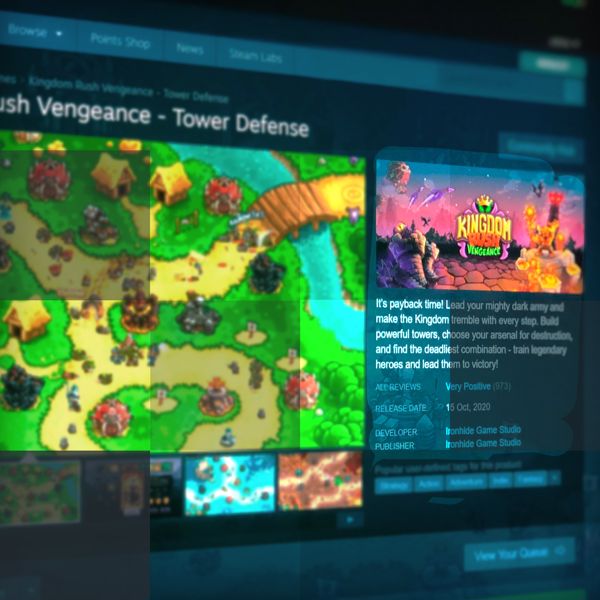 Browse Points Shop News Steam Labs
Kingdom Rush Vengeance - Tower Defense
ush Vengeance - Tower Defense
KINGDOM
RUSH
VENGEANCE
It's payback time! Lead your mighty dark army and
make the Kingdom tremble with every step. Build
powerful towers, choose your arsenal for destruction,
and find the deadliest combination - train legendary
heroes and lead them to victory!
ALL REVIEWS Very Positive (973)
RELEASE DATE 15 Oct, 2020
DEVELOPER Ironhide Game Studio
PUBLISHER Ironhide Game Studio
Popular user-defined tags for this product:
Strategy Action Adventure Indie Fantasy +
View Your Queue